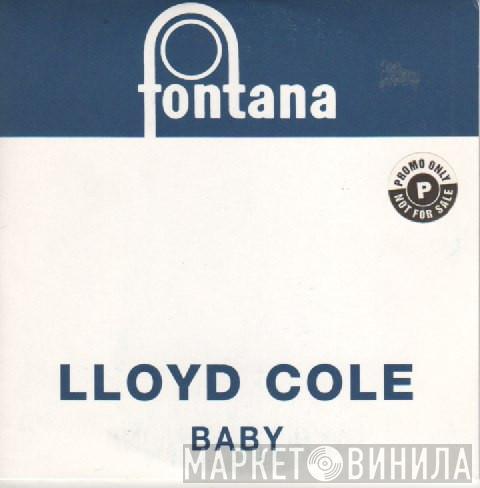 fontana
PROMO ONLY
P
NOT FOR SALE
LLOYD COLE
BABY
МАРКЕТ ВИНИЛА